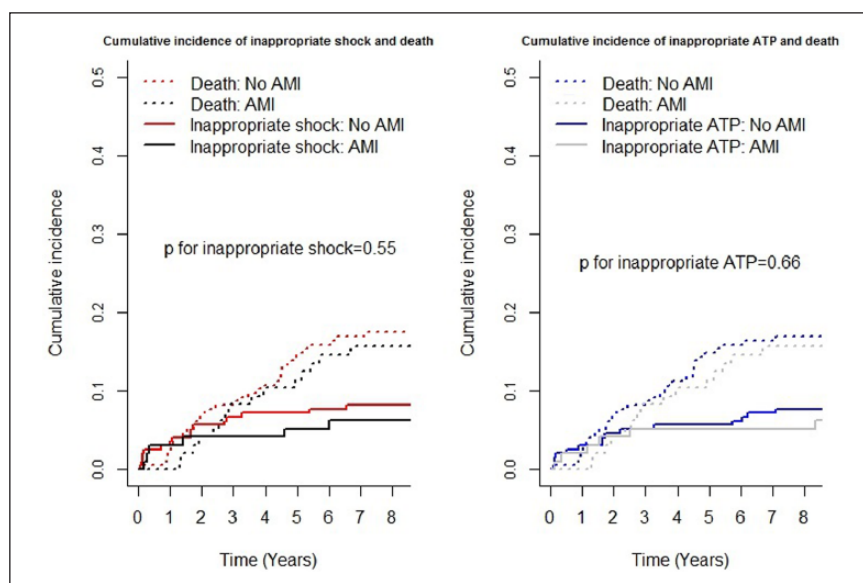 Cumulative incidence of inappropriate shock and death
0.5
0.4
0.3
0.2
0.1
0.0
Cumulative incidence
Death: No AMI
Death: AMI
Inappropriate shock: No AMI
Inappropriate shock: AMI
p for inappropriate shock=0.55
0 1 2 3 4 5 6 7 8
Time (Years)
Cumulative incidence of inappropriate ATP and death
0.5
0.4
0.3
0.2
0.1
0.0
Cumulative incidence
Death: No AMI
Death: AMI
Inappropriate ATP: No AMI
Inappropriate ATP: AMI
p for inappropriate ATP=0.66
0 1 2 3 4 5 6 7 8
Time (Years)